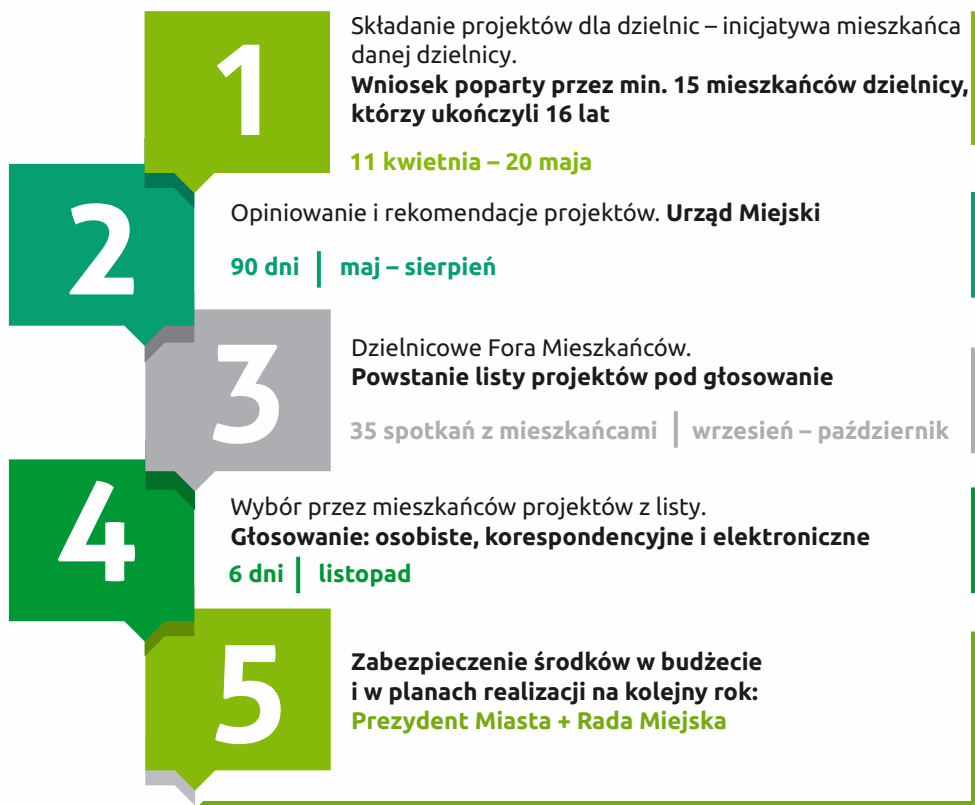 1
Składanie projektów dla dzielnic – inicjatywa mieszkańca
danej dzielnicy.
Wniosek poparty przez min. 15 mieszkańców dzielnicy,
którzy ukończyli 16 lat
11 kwietnia – 20 maja
2
Opiniowanie i rekomendacje projektów. Urząd Miejski
90 dni | maj – sierpień
3
Dzielnicowe Fora Mieszkańców.
Powstanie listy projektów pod głosowanie
35 spotkań z mieszkańcami | wrzesień – październik
4
Wybór przez mieszkańców projektów z listy.
Głosowanie: osobiste, korespondencyjne i elektroniczne
6 dni | listopad
5
Zabezpieczenie środków w budżecie
i w planach realizacji na kolejny rok:
Prezydent Miasta + Rada Miejska